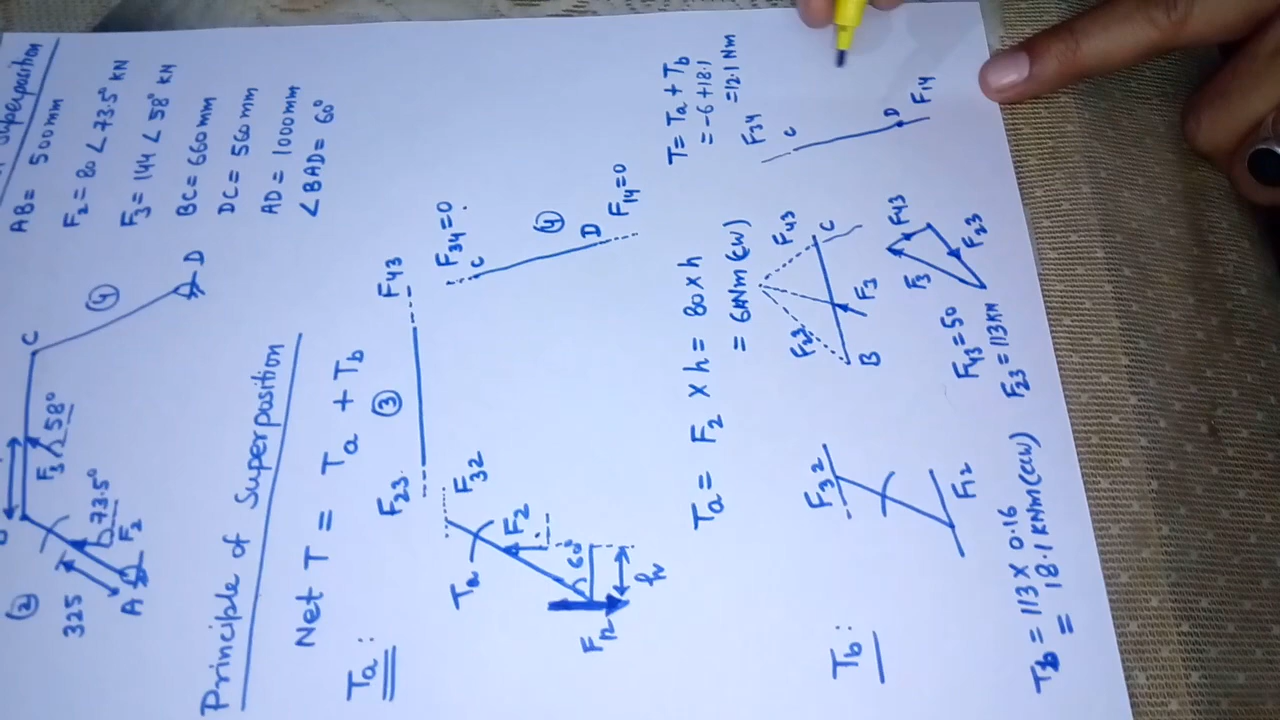 Superposition
AB = 500mm
F2 = 80 < 73.5° KN
F3 = 144 < 58° KN
BC = 660mm
DC = 560mm
AD = 1000mm
∠BAD = 60°
2
325
A
F2
73.5°
F3
58°
C
4
D
Principle of Superposition
Net T = Ta + Tb
Ta:
Ta
F32
F2
60°
F12
h
F23
3
F43
F34=0
C
4
D
F14=0
Ta = F2 × h = 80 × h
= 6KNm(cw)
T = Ta + Tb
= -6 + 18.1
= 12.1 Nm
Tb:
F32
F12
F23
F43
B
F3
C
F3
F43
F23
F34
C
D
F14
F43=50
F23=113KN
Tb = 113 × 0.16
= 18.1 KNm(ccw)